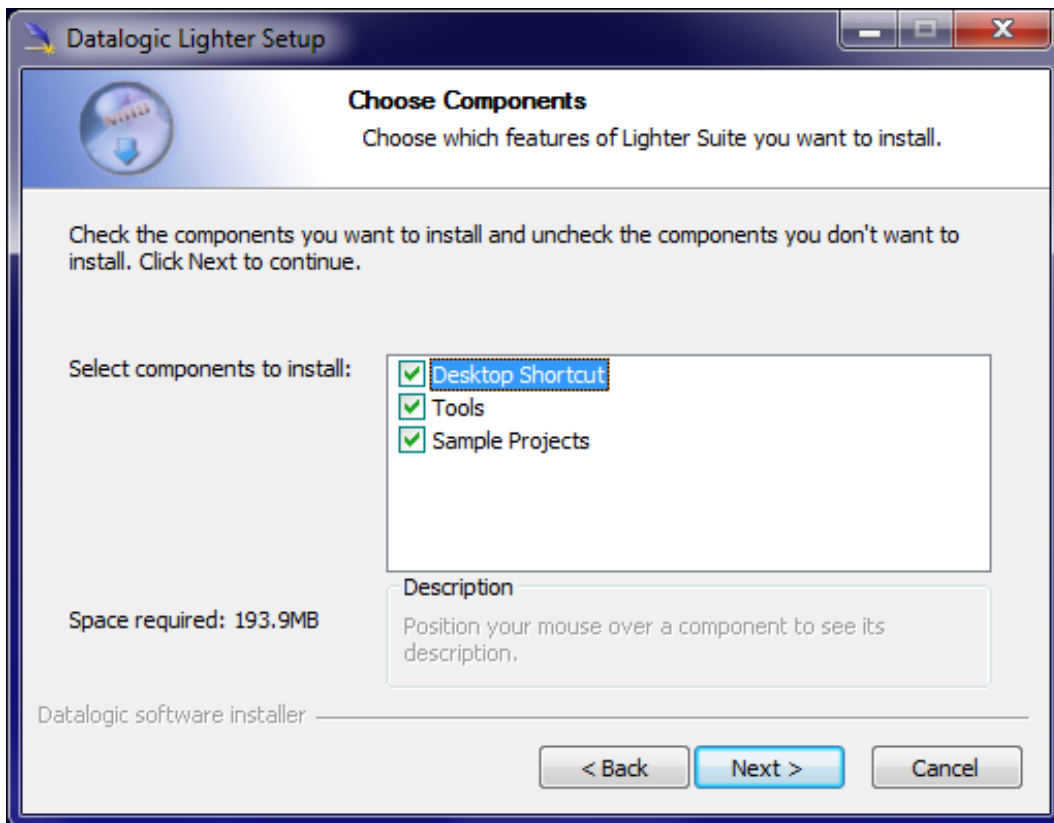 Datalogic Lighter Setup
Choose Components
Choose which features of Lighter Suite you want to install.
Check the components you want to install and uncheck the components you don't want to
install. Click Next to continue.
Select components to install:
Desktop Shortcut
Tools
Sample Projects
Space required: 193.9MB
Description
Position your mouse over a component to see its
description.
Datalogic software installer
< Back
Next >
Cancel